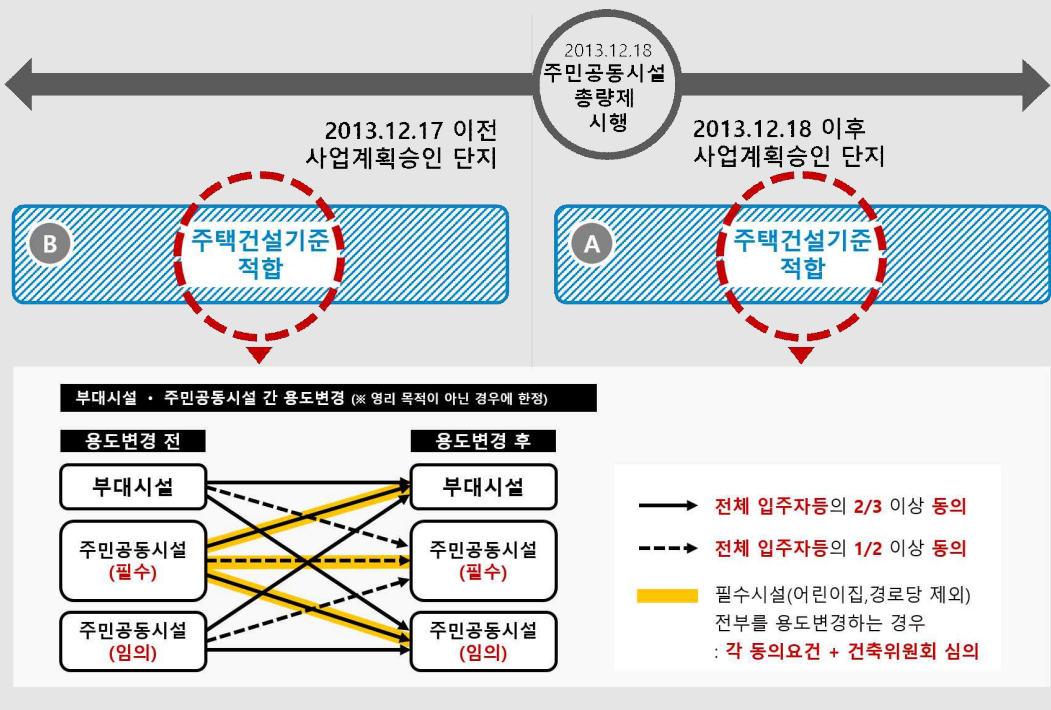 2013.12.18
주민공동시설
총량제
시행
2013.12.17 이전
사업계획승인 단지
2013.12.18 이후
사업계획승인 단지
B
주택건설기준
적합
A
주택건설기준
적합
부대시설 · 주민공동시설 간 용도변경 (※ 영리 목적이 아닌 경우에 한정)
용도변경 전
용도변경 후
부대시설
부대시설
주민공동시설
(필수)
주민공동시설
(필수)
주민공동시설
(임의)
주민공동시설
(임의)
전체 입주자등의 2/3 이상 동의
전체 입주자등의 1/2 이상 동의
필수시설(어린이집,경로당 제외)
전부를 용도변경하는 경우
: 각 동의요건 + 건축위원회 심의